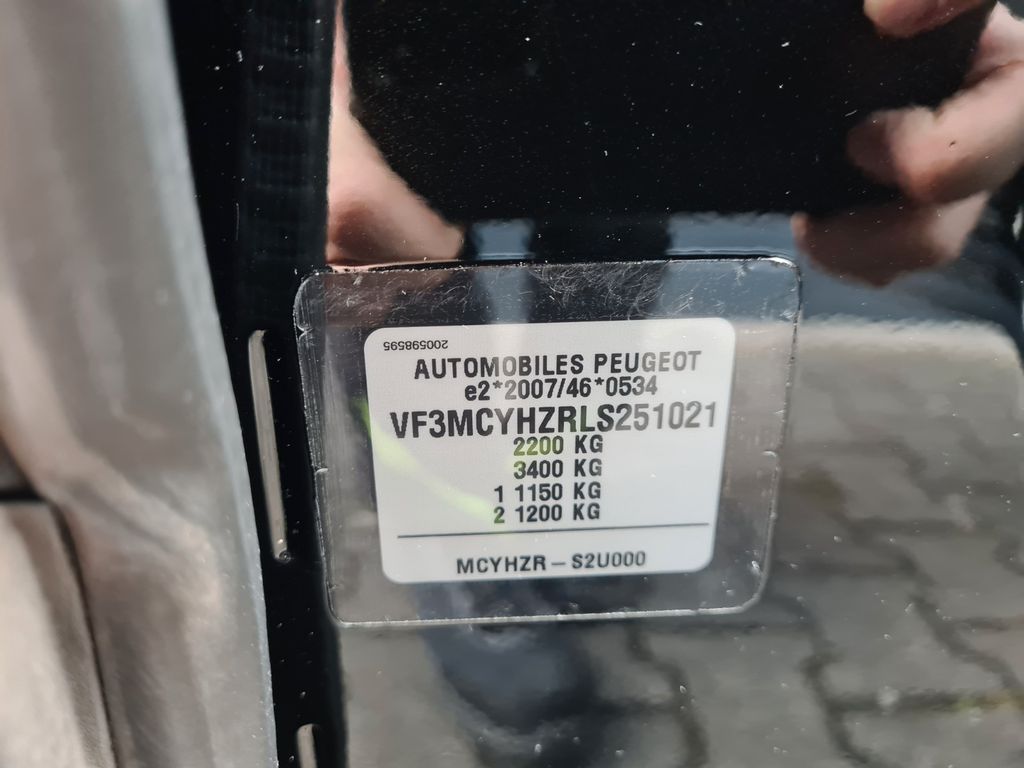 200598595
AUTOMOBILES PEUGEOT
e2*2007/46*0534
VF3MCYHZRLS251021
2200 KG
3400 KG
1 1150 KG
2 1200 KG
MCYHZR – S2U000